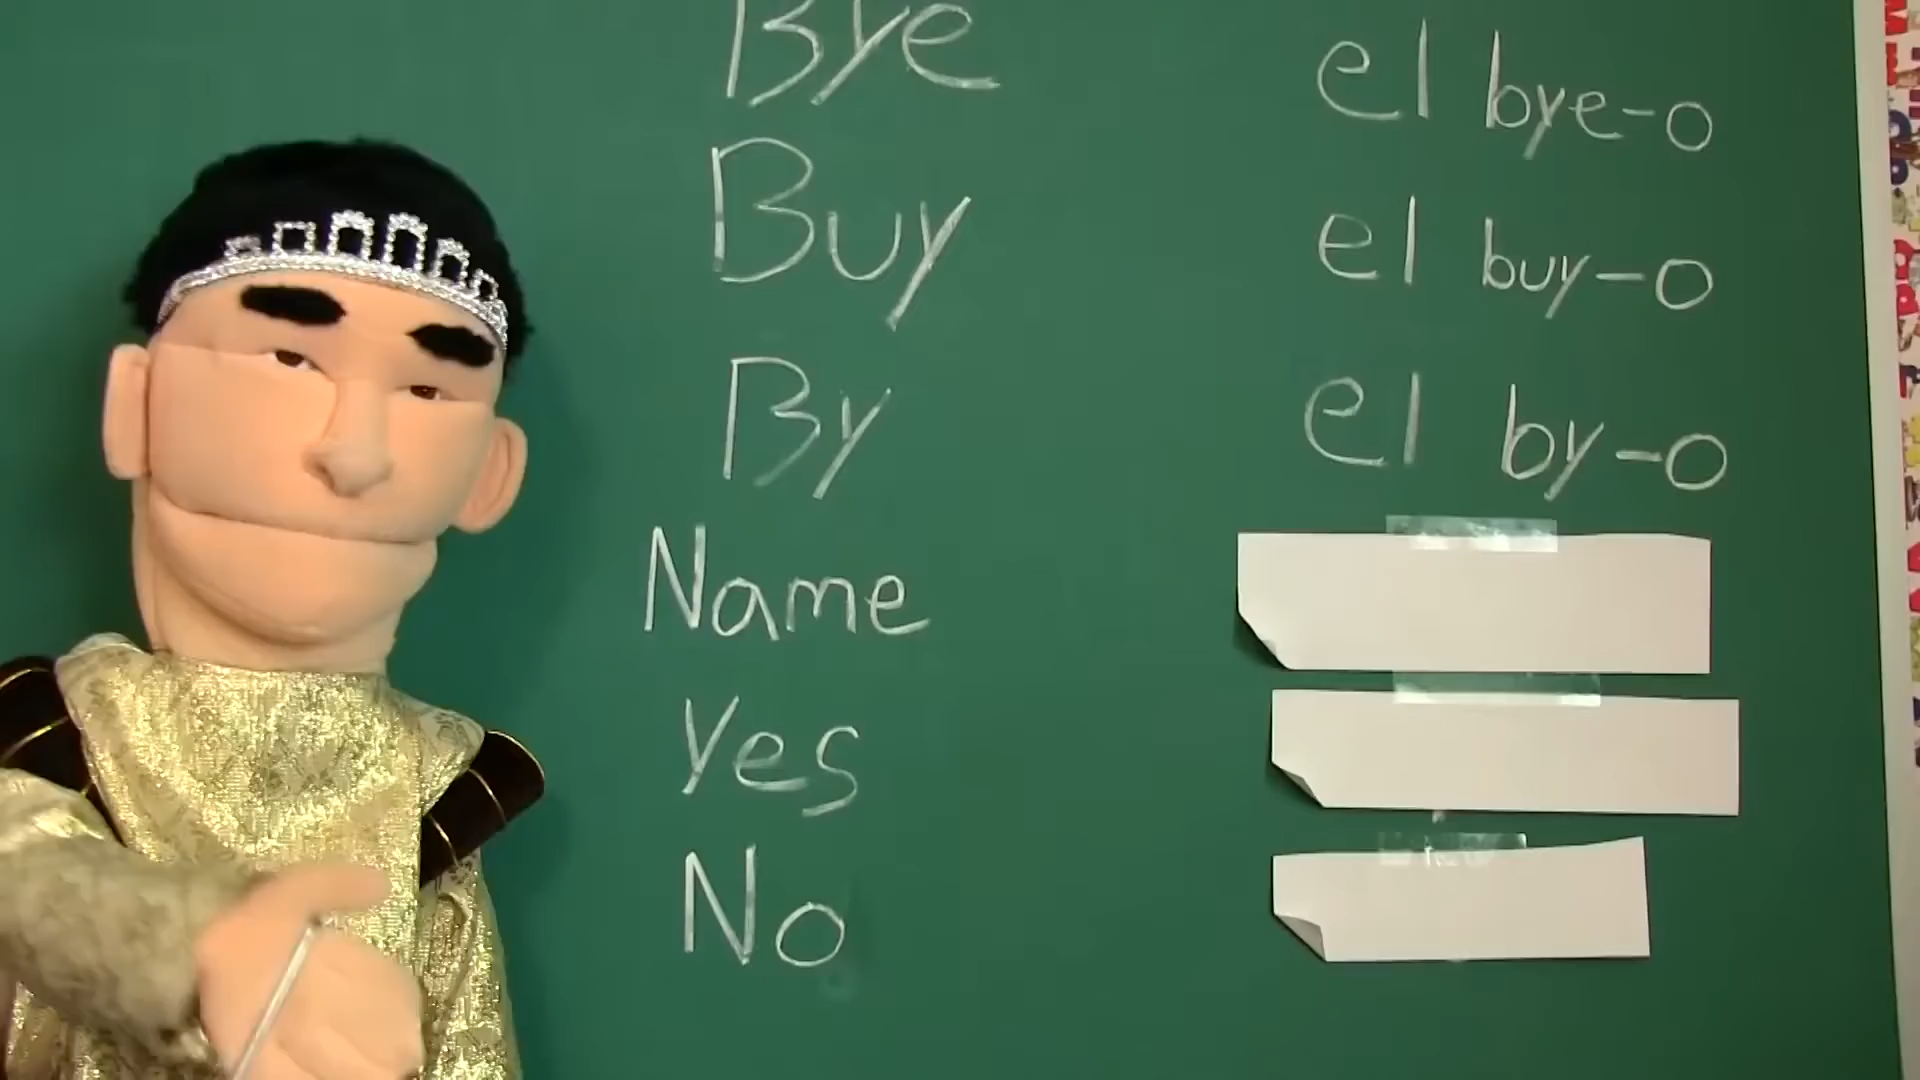 Bye el bye-o
Buy el buy-o
By el by-o
Name
Yes
No